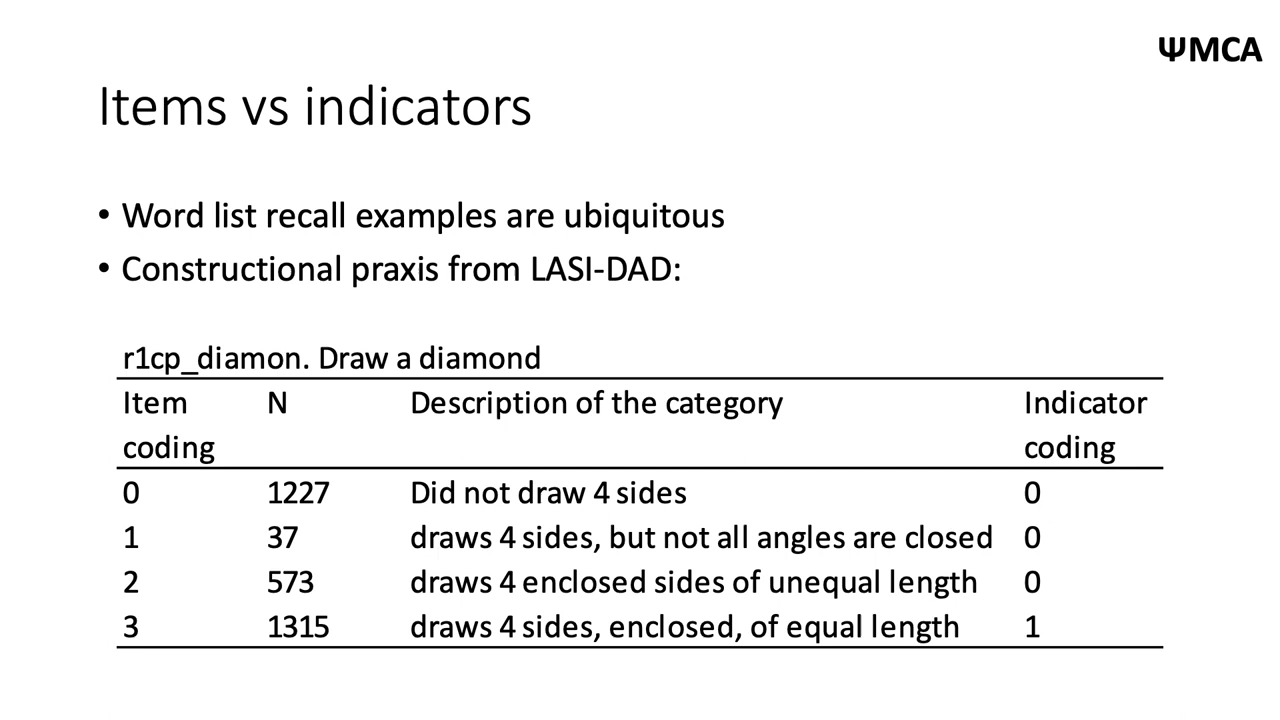 ΨMCA
Items vs indicators
• Word list recall examples are ubiquitous
• Constructional praxis from LASI-DAD:
r1cp_diamon. Draw a diamond
Item coding N Description of the category Indicator coding
0 1227 Did not draw 4 sides 0
1 37 draws 4 sides, but not all angles are closed 0
2 573 draws 4 enclosed sides of unequal length 0
3 1315 draws 4 sides, enclosed, of equal length 1